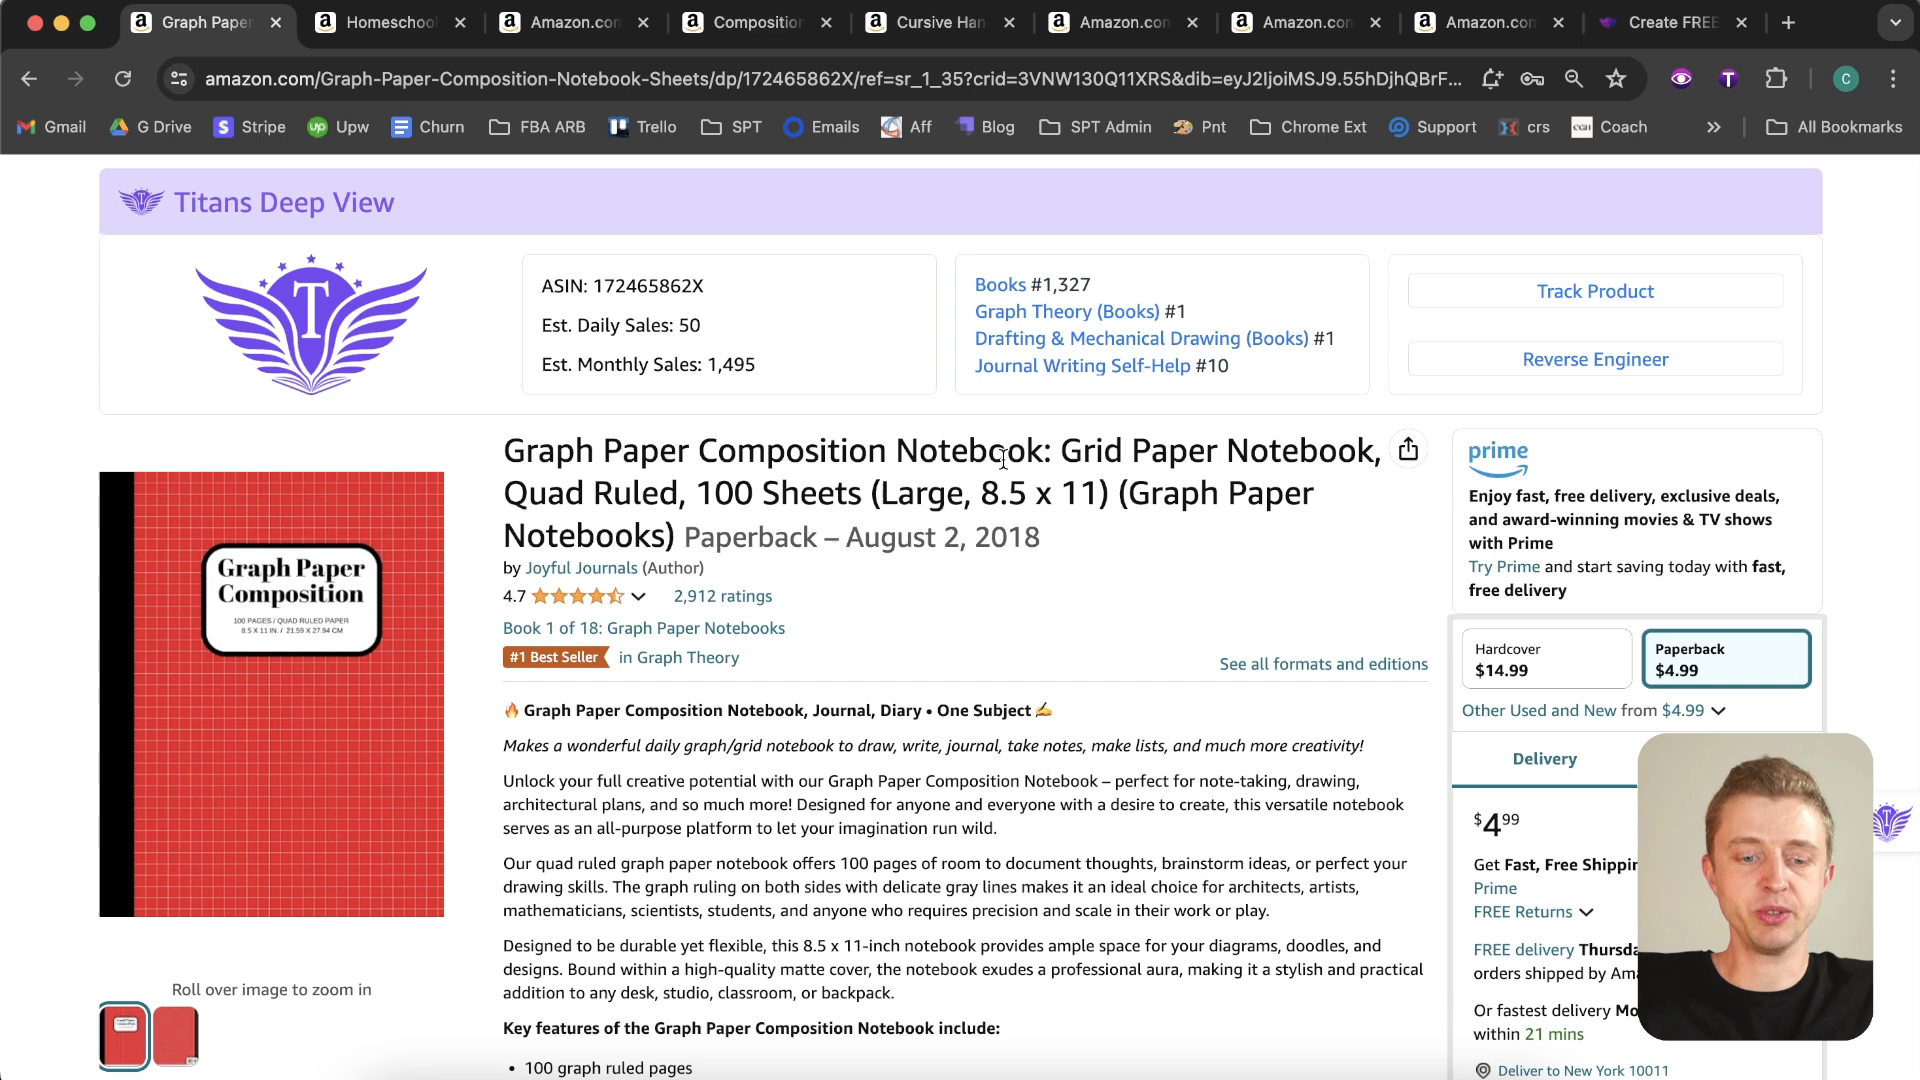 Graph Paper
Homeschool
Amazon.com
Composition
Cursive Han
Amazon.com
Amazon.com
Amazon.com
Create FREE
amazon.com/Graph-Paper-Composition-Notebook-Sheets/dp/172465862X/ref=sr_1_35?crid=3VNW130Q11XRS&dib=eyJ2IjoiMSJ9.55hDjhQBrF...
Gmail
G Drive
Stripe
Upw
Churn
FBA ARB
Trello
SPT
Emails
Aff
Blog
SPT Admin
Pnt
Chrome Ext
Support
crs
Coach
All Bookmarks
Titans Deep View
T
ASIN: 172465862X
Est. Daily Sales: 50
Est. Monthly Sales: 1,495
Books #1,327
Graph Theory (Books) #1
Drafting & Mechanical Drawing (Books) #1
Journal Writing Self-Help #10
Track Product
Reverse Engineer
Graph Paper Composition Notebook: Grid Paper Notebook,
Quad Ruled, 100 Sheets (Large, 8.5 x 11) (Graph Paper
Notebooks) Paperback – August 2, 2018
by Joyful Journals (Author)
4.7 2,912 ratings
Book 1 of 18: Graph Paper Notebooks
#1 Best Seller in Graph Theory
See all formats and editions
Graph Paper
Composition
100 PAGES / QUAD RULED PAPER
8.5 X 11 IN. / 21.59 X 27.94 CM
Roll over image to zoom in
🔥 Graph Paper Composition Notebook, Journal, Diary • One Subject ✍
Makes a wonderful daily graph/grid notebook to draw, write, journal, take notes, make lists, and much more creativity!
Unlock your full creative potential with our Graph Paper Composition Notebook – perfect for note-taking, drawing,
architectural plans, and so much more! Designed for anyone and everyone with a desire to create, this versatile notebook
serves as an all-purpose platform to let your imagination run wild.
Our quad ruled graph paper notebook offers 100 pages of room to document thoughts, brainstorm ideas, or perfect your
drawing skills. The graph ruling on both sides with delicate gray lines makes it an ideal choice for architects, artists,
mathematicians, scientists, students, and anyone who requires precision and scale in their work or play.
Designed to be durable yet flexible, this 8.5 x 11-inch notebook provides ample space for your diagrams, doodles, and
designs. Bound within a high-quality matte cover, the notebook exudes a professional aura, making it a stylish and practical
addition to any desk, studio, classroom, or backpack.
Key features of the Graph Paper Composition Notebook include:
• 100 graph ruled pages
prime
Enjoy fast, free delivery, exclusive deals,
and award-winning movies & TV shows
with Prime
Try Prime and start saving today with fast,
free delivery
Hardcover
$14.99
Paperback
$4.99
Other Used and New from $4.99
Delivery
$4 99
Get Fast, Free Shippin
Prime
FREE Returns
FREE delivery Thursda
orders shipped by Ama
Or fastest delivery Mo
within 21 mins
Deliver to New York 10011